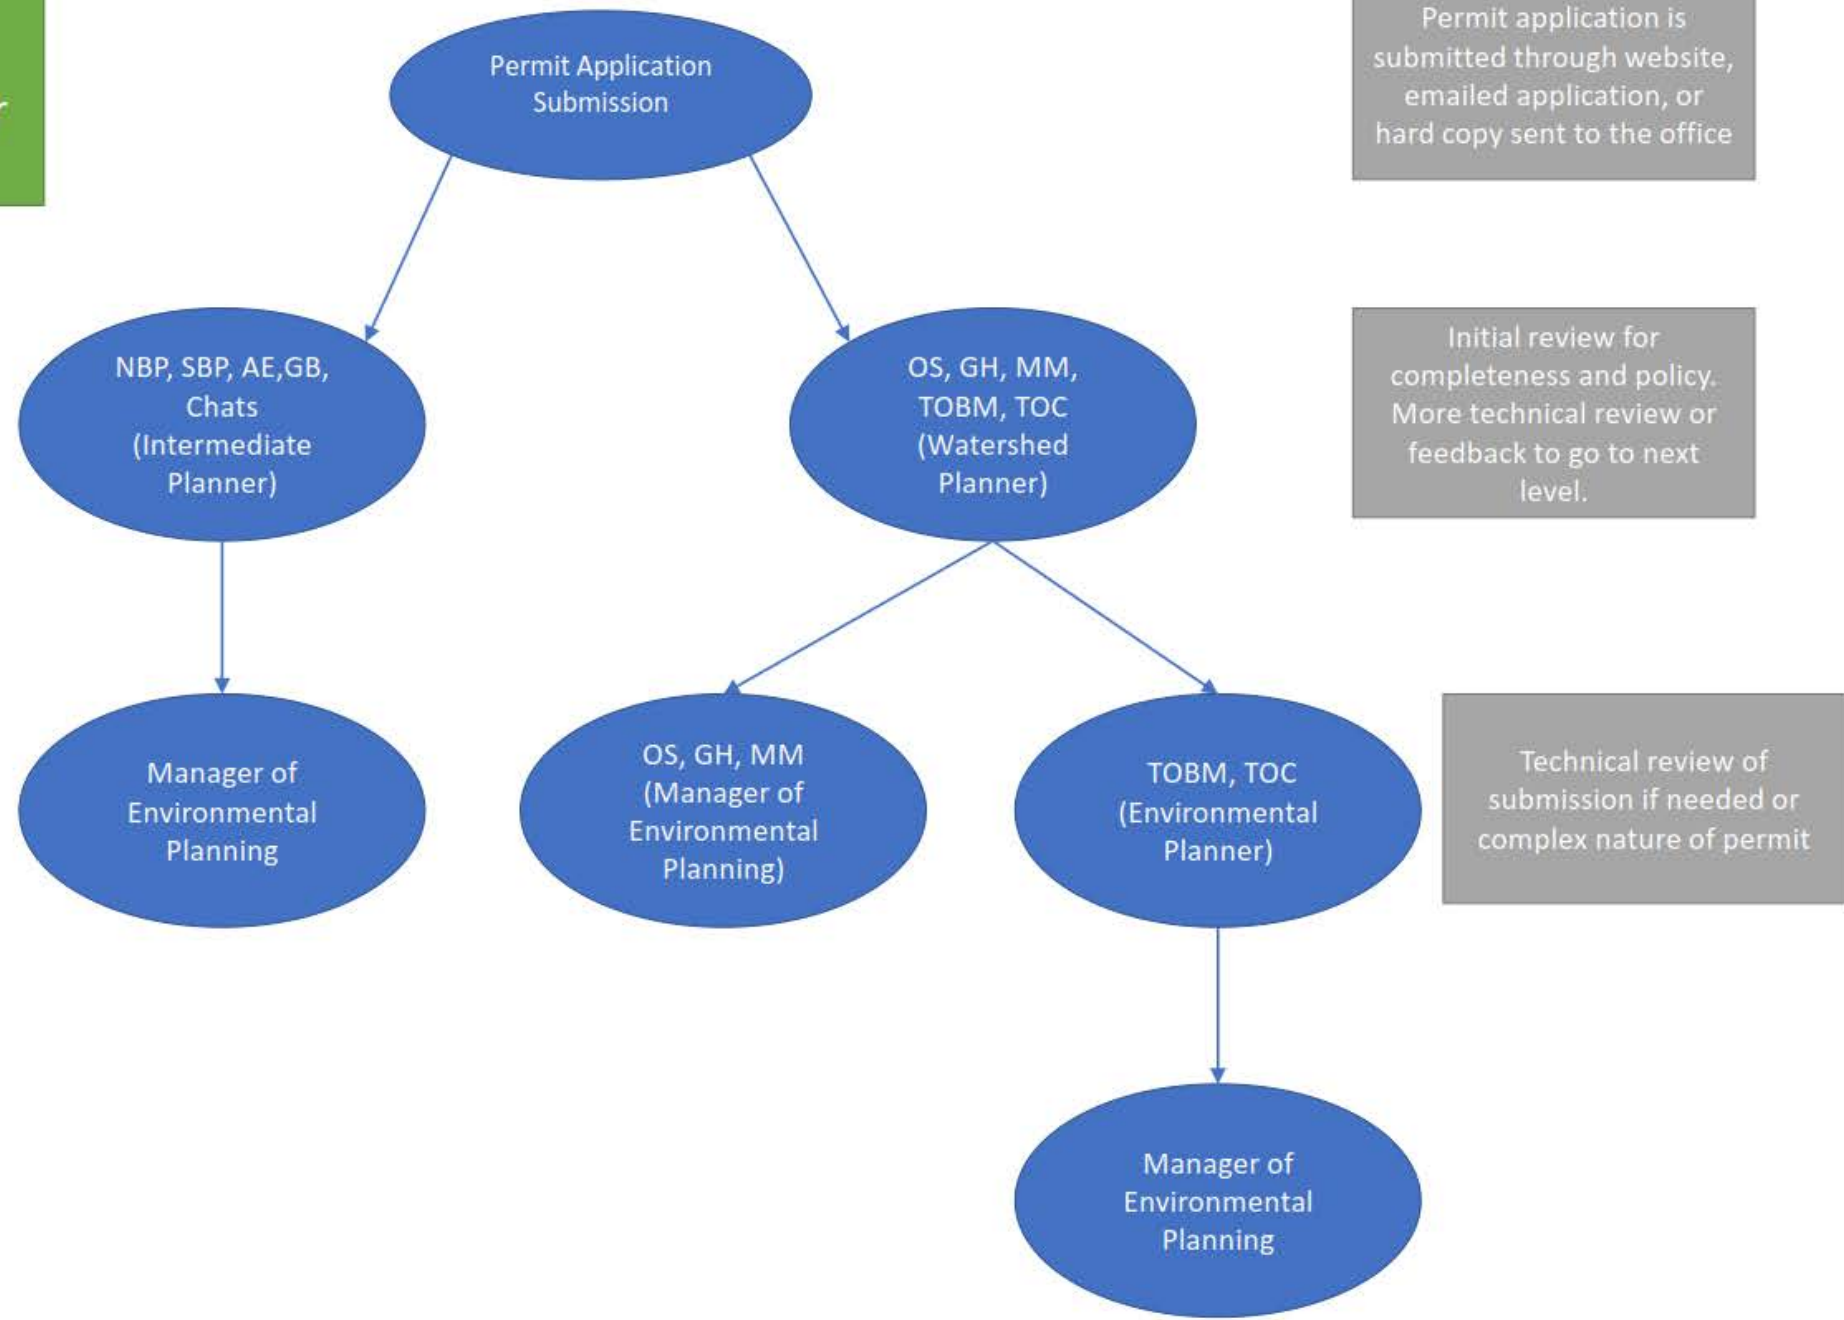 Permit Application
Submission
Permit application is
submitted through website,
emailed application, or
hard copy sent to the office
NBP, SBP, AE,GB,
Chats
(Intermediate
Planner)
OS, GH, MM,
TOBM, TOC
(Watershed
Planner)
Initial review for
completeness and policy.
More technical review or
feedback to go to next
level.
Manager of
Environmental
Planning
OS, GH, MM
(Manager of
Environmental
Planning)
TOBM, TOC
(Environmental
Planner)
Technical review of
submission if needed or
complex nature of permit
Manager of
Environmental
Planning